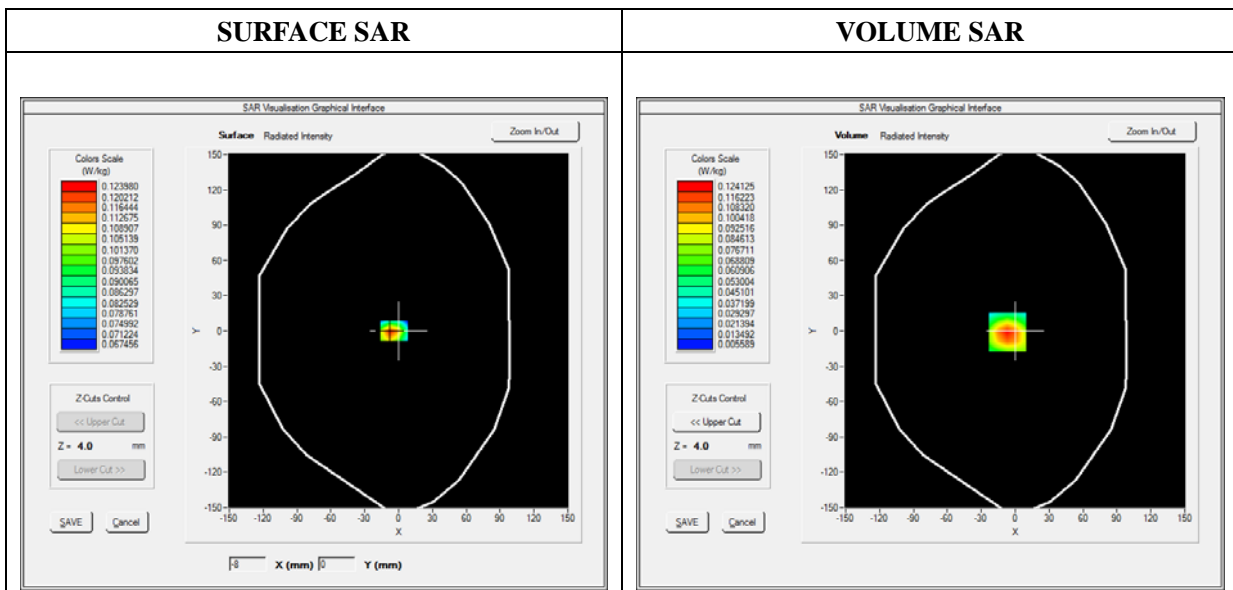 SURFACE SAR
SAR Visualisation Graphical Interface
Surface Radiated Intensity
Zoom In/Out
Colors Scale
(W/kg)
0.123980
0.120212
0.116444
0.112675
0.108907
0.105139
0.101370
0.097602
0.093834
0.090065
0.086297
0.082529
0.078761
0.074992
0.071224
0.067456
Z-Cuts Control
<< Upper Cut
Z = 4.0 mm
Lower Cut >>
SAVE Cancel
150
120
90
60
30
0
-30
-60
-90
-120
-150
Y
-150 -120 -90 -60 -30 0 30 60 90 120 150
X
-8 X (mm) 0 Y (mm)
VOLUME SAR
SAR Visualisation Graphical Interface
Volume Radiated Intensity
Zoom In/Out
Colors Scale
(W/kg)
0.124125
0.116223
0.108320
0.100418
0.092516
0.084613
0.076711
0.068809
0.060906
0.053004
0.045101
0.037199
0.029297
0.021394
0.013492
0.005589
Z-Cuts Control
<< Upper Cut
Z = 4.0 mm
Lower Cut >>
SAVE Cancel
150
120
90
60
30
0
-30
-60
-90
-120
-150
Y
-150 -120 -90 -60 -30 0 30 60 90 120 150
X